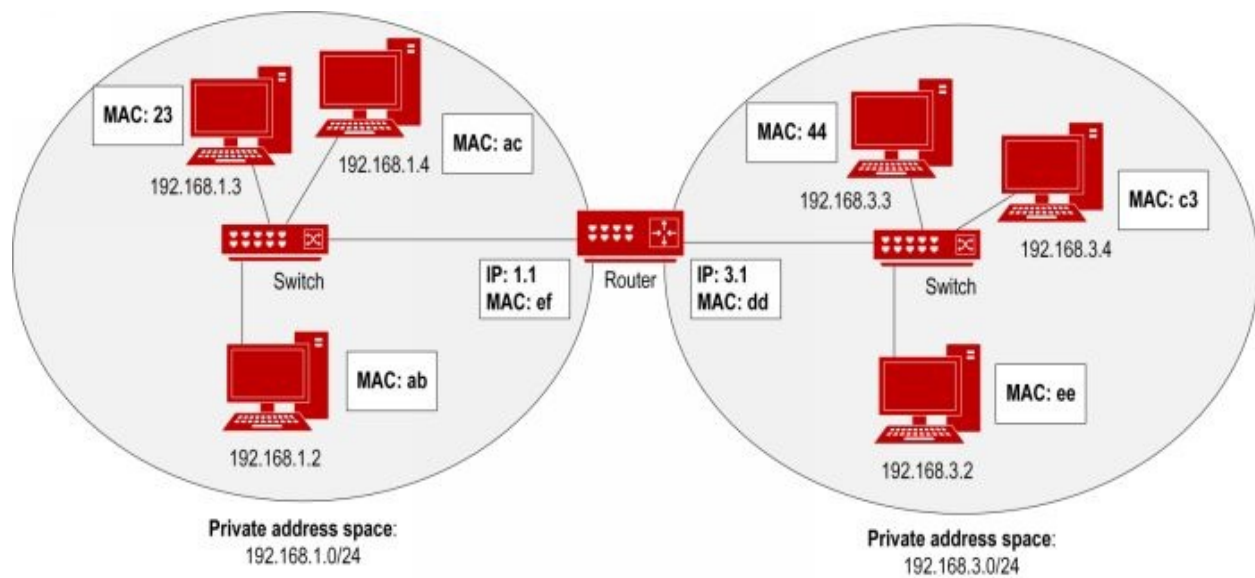 MAC: 23
192.168.1.3
192.168.1.4
MAC: ac
Switch
MAC: ab
192.168.1.2
IP: 1.1
MAC: ef
Router
IP: 3.1
MAC: dd
MAC: 44
192.168.3.3
MAC: c3
192.168.3.4
Switch
MAC: ee
192.168.3.2
Private address space:
192.168.1.0/24
Private address space:
192.168.3.0/24